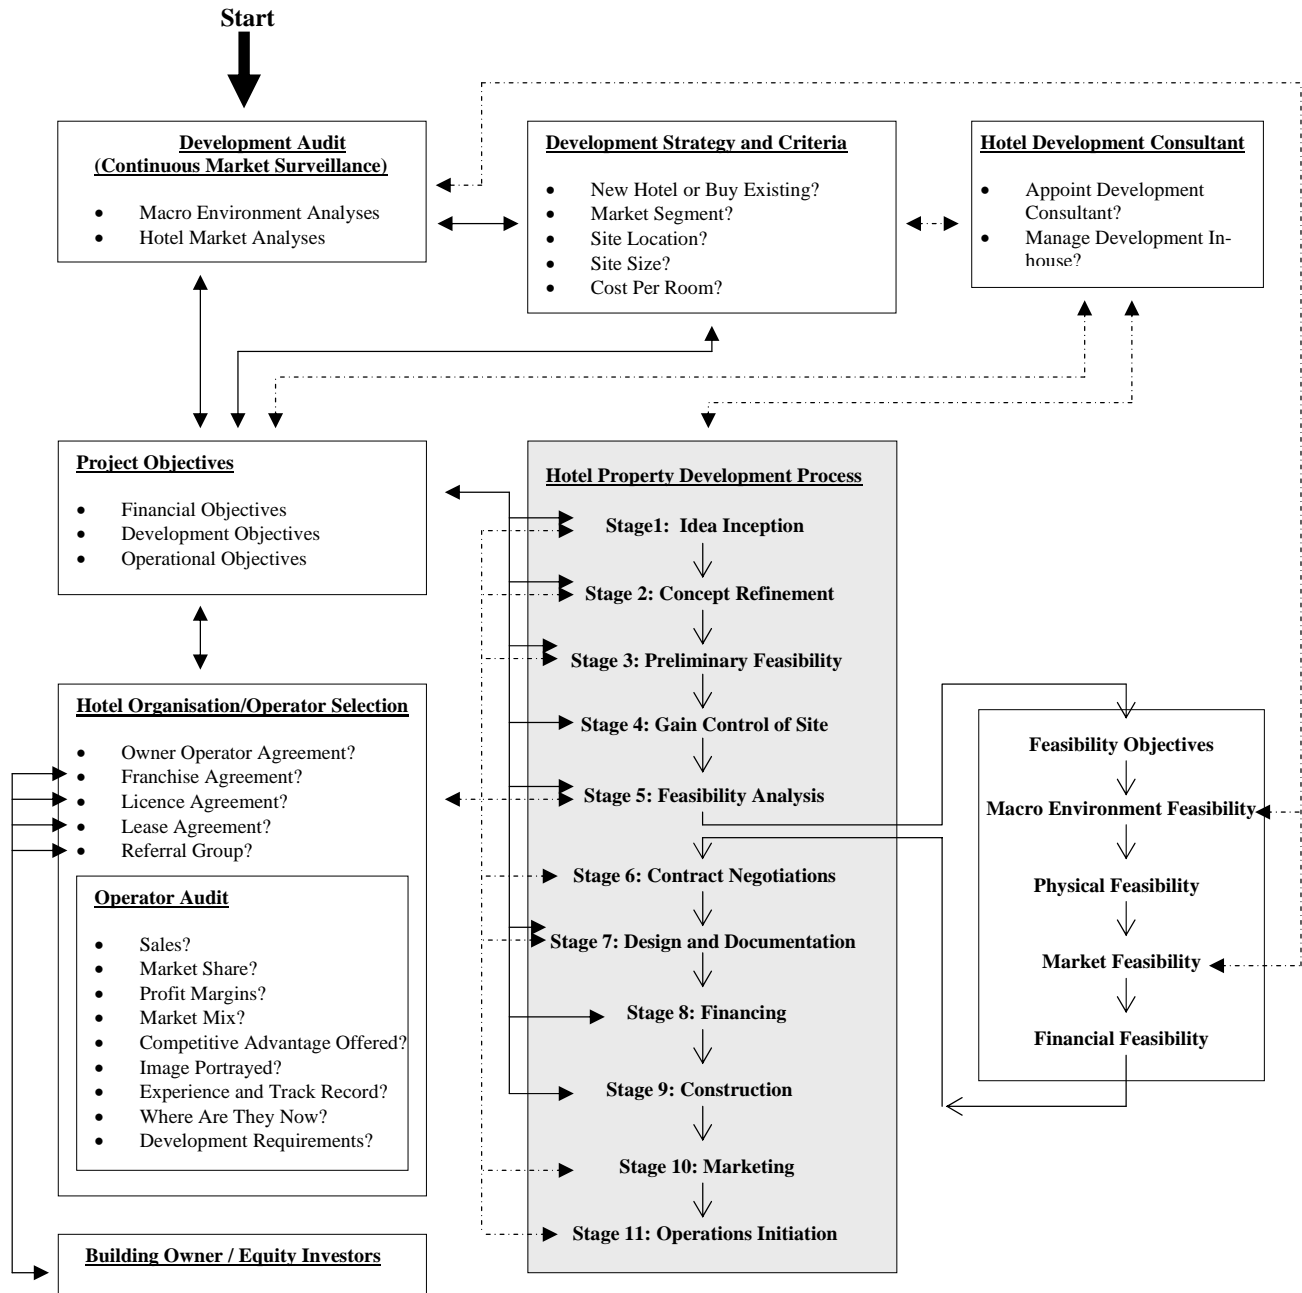 Start
Development Audit
(Continuous Market Surveillance)
• Macro Environment Analyses
• Hotel Market Analyses
Development Strategy and Criteria
• New Hotel or Buy Existing?
• Market Segment?
• Site Location?
• Site Size?
• Cost Per Room?
Hotel Development Consultant
• Appoint Development
Consultant?
• Manage Development In-
house?
Project Objectives
• Financial Objectives
• Development Objectives
• Operational Objectives
Hotel Organisation/Operator Selection
• Owner Operator Agreement?
• Franchise Agreement?
• Licence Agreement?
• Lease Agreement?
• Referral Group?
Operator Audit
• Sales?
• Market Share?
• Profit Margins?
• Market Mix?
• Competitive Advantage Offered?
• Image Portrayed?
• Experience and Track Record?
• Where Are They Now?
• Development Requirements?
Building Owner / Equity Investors
Hotel Property Development Process
Stage1: Idea Inception
Stage 2: Concept Refinement
Stage 3: Preliminary Feasibility
Stage 4: Gain Control of Site
Stage 5: Feasibility Analysis
Stage 6: Contract Negotiations
Stage 7: Design and Documentation
Stage 8: Financing
Stage 9: Construction
Stage 10: Marketing
Stage 11: Operations Initiation
Feasibility Objectives
Macro Environment Feasibility
Physical Feasibility
Market Feasibility
Financial Feasibility